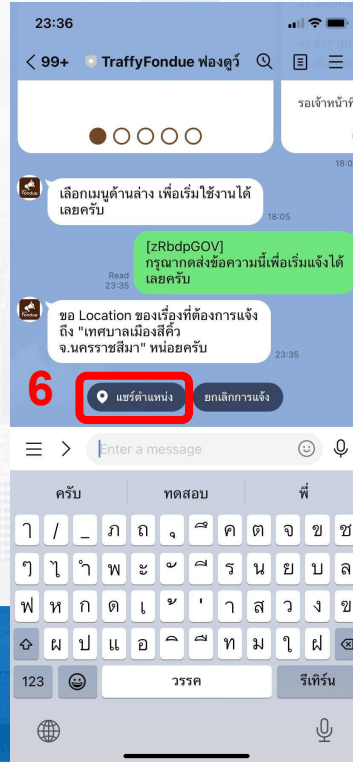 23:36
99+ TraffyFondue ฟองดูว์
รอเจ้าหน้าที่
18:0
เลือกเมนูด้านล่าง เพื่อเริ่มใช้งานได้
เลยครับ
18:05
[zRbdpGOV]
กรุณากดส่งข้อความนี้เพื่อเริ่มแจ้งได้
เลยครับ
Read
23:35
ขอ Location ของเรื่องที่ต้องการแจ้ง
ถึง "เทศบาลเมืองสีคิ้ว
จ.นครราชสีมา" หน่อยครับ
23:35
6
แชร์ตำแหน่ง ยกเลิกการแจ้ง
Enter a message
ครับ ทดสอบ พี่
ๅ / _ ภ ถ ุ ึ ค ต จ ข ช
ๆ ไ ำ พ ะ ั ี ร น ย บ ล
ฟ ห ก ด เ ้ ่ า ส ว ง ฃ
ผ ป แ อ ิ ื ท ม ใ ฝ
123 วรรค รีเทิร์น